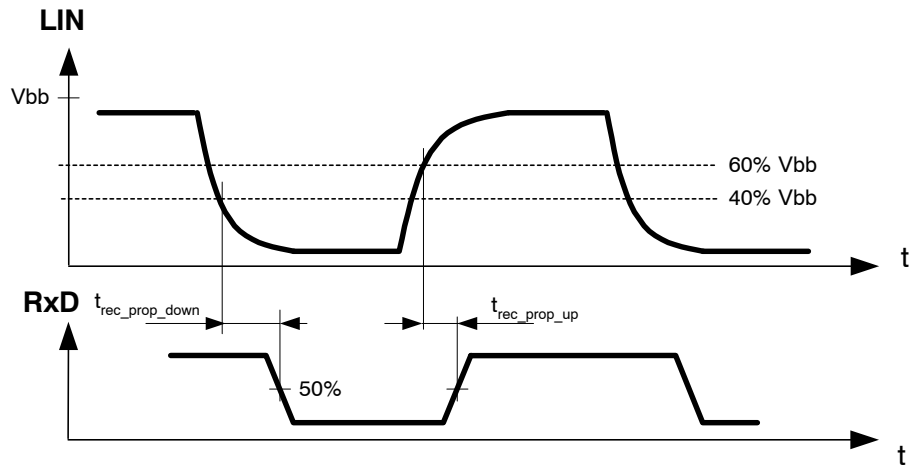 LIN
Vbb
60% Vbb
40% Vbb
t
RxD
t_rec_prop_down
t_rec_prop_up
50%
t